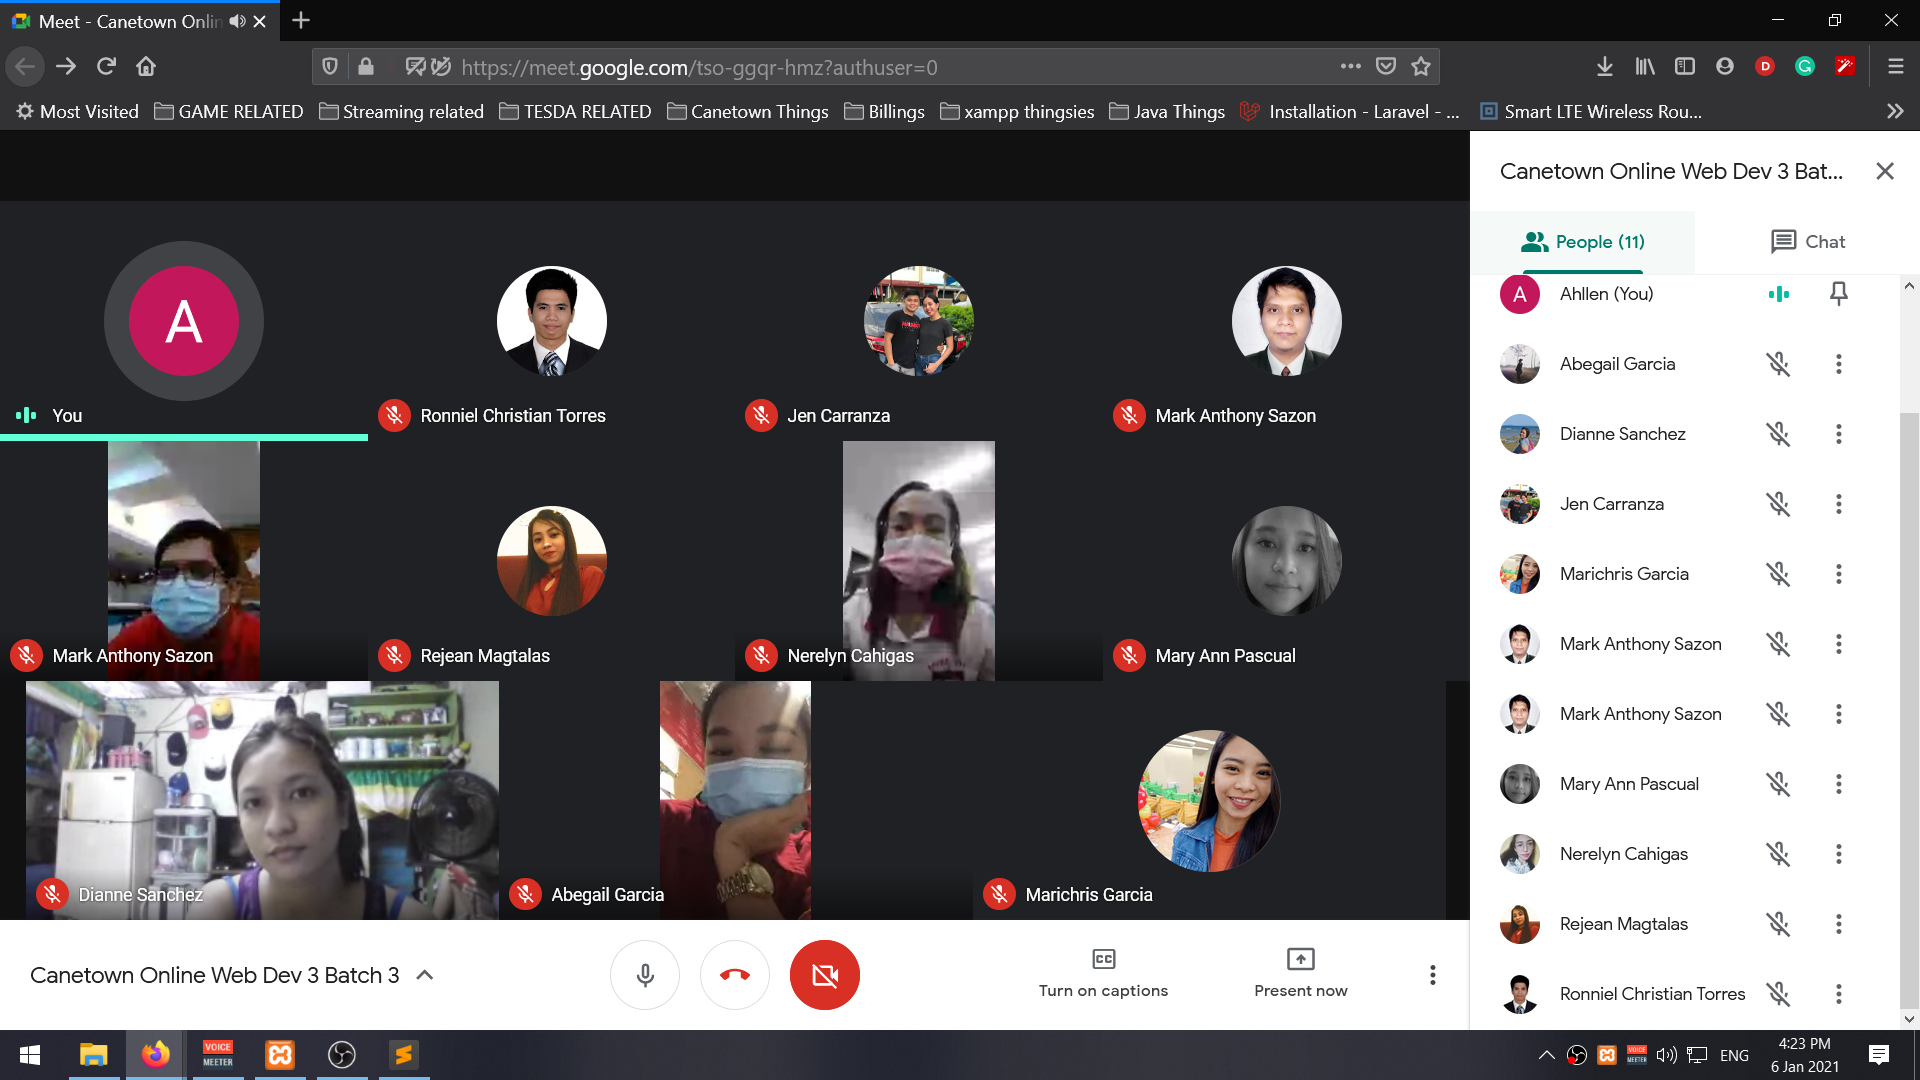 Meet - Canetown Onlin
https://meet.google.com/tso-ggqr-hmz?authuser=0
D
G
Most Visited
GAME RELATED
Streaming related
TESDA RELATED
Canetown Things
Billings
xampp thingsies
Java Things
Installation - Laravel - ...
Smart LTE Wireless Rou...
Canetown Online Web Dev 3 Bat...
People (11)
Chat
A
Ahllen (You)
Abegail Garcia
Dianne Sanchez
Jen Carranza
Marichris Garcia
Mark Anthony Sazon
Mark Anthony Sazon
Mary Ann Pascual
Nerelyn Cahigas
Rejean Magtalas
Ronniel Christian Torres
A
You
Ronniel Christian Torres
Jen Carranza
Mark Anthony Sazon
Mark Anthony Sazon
Rejean Magtalas
Nerelyn Cahigas
Mary Ann Pascual
Dianne Sanchez
Abegail Garcia
Marichris Garcia
Canetown Online Web Dev 3 Batch 3
CC
Turn on captions
Present now
VOICE
MEETER
VOICE
MEETER
ENG
4:23 PM
6 Jan 2021